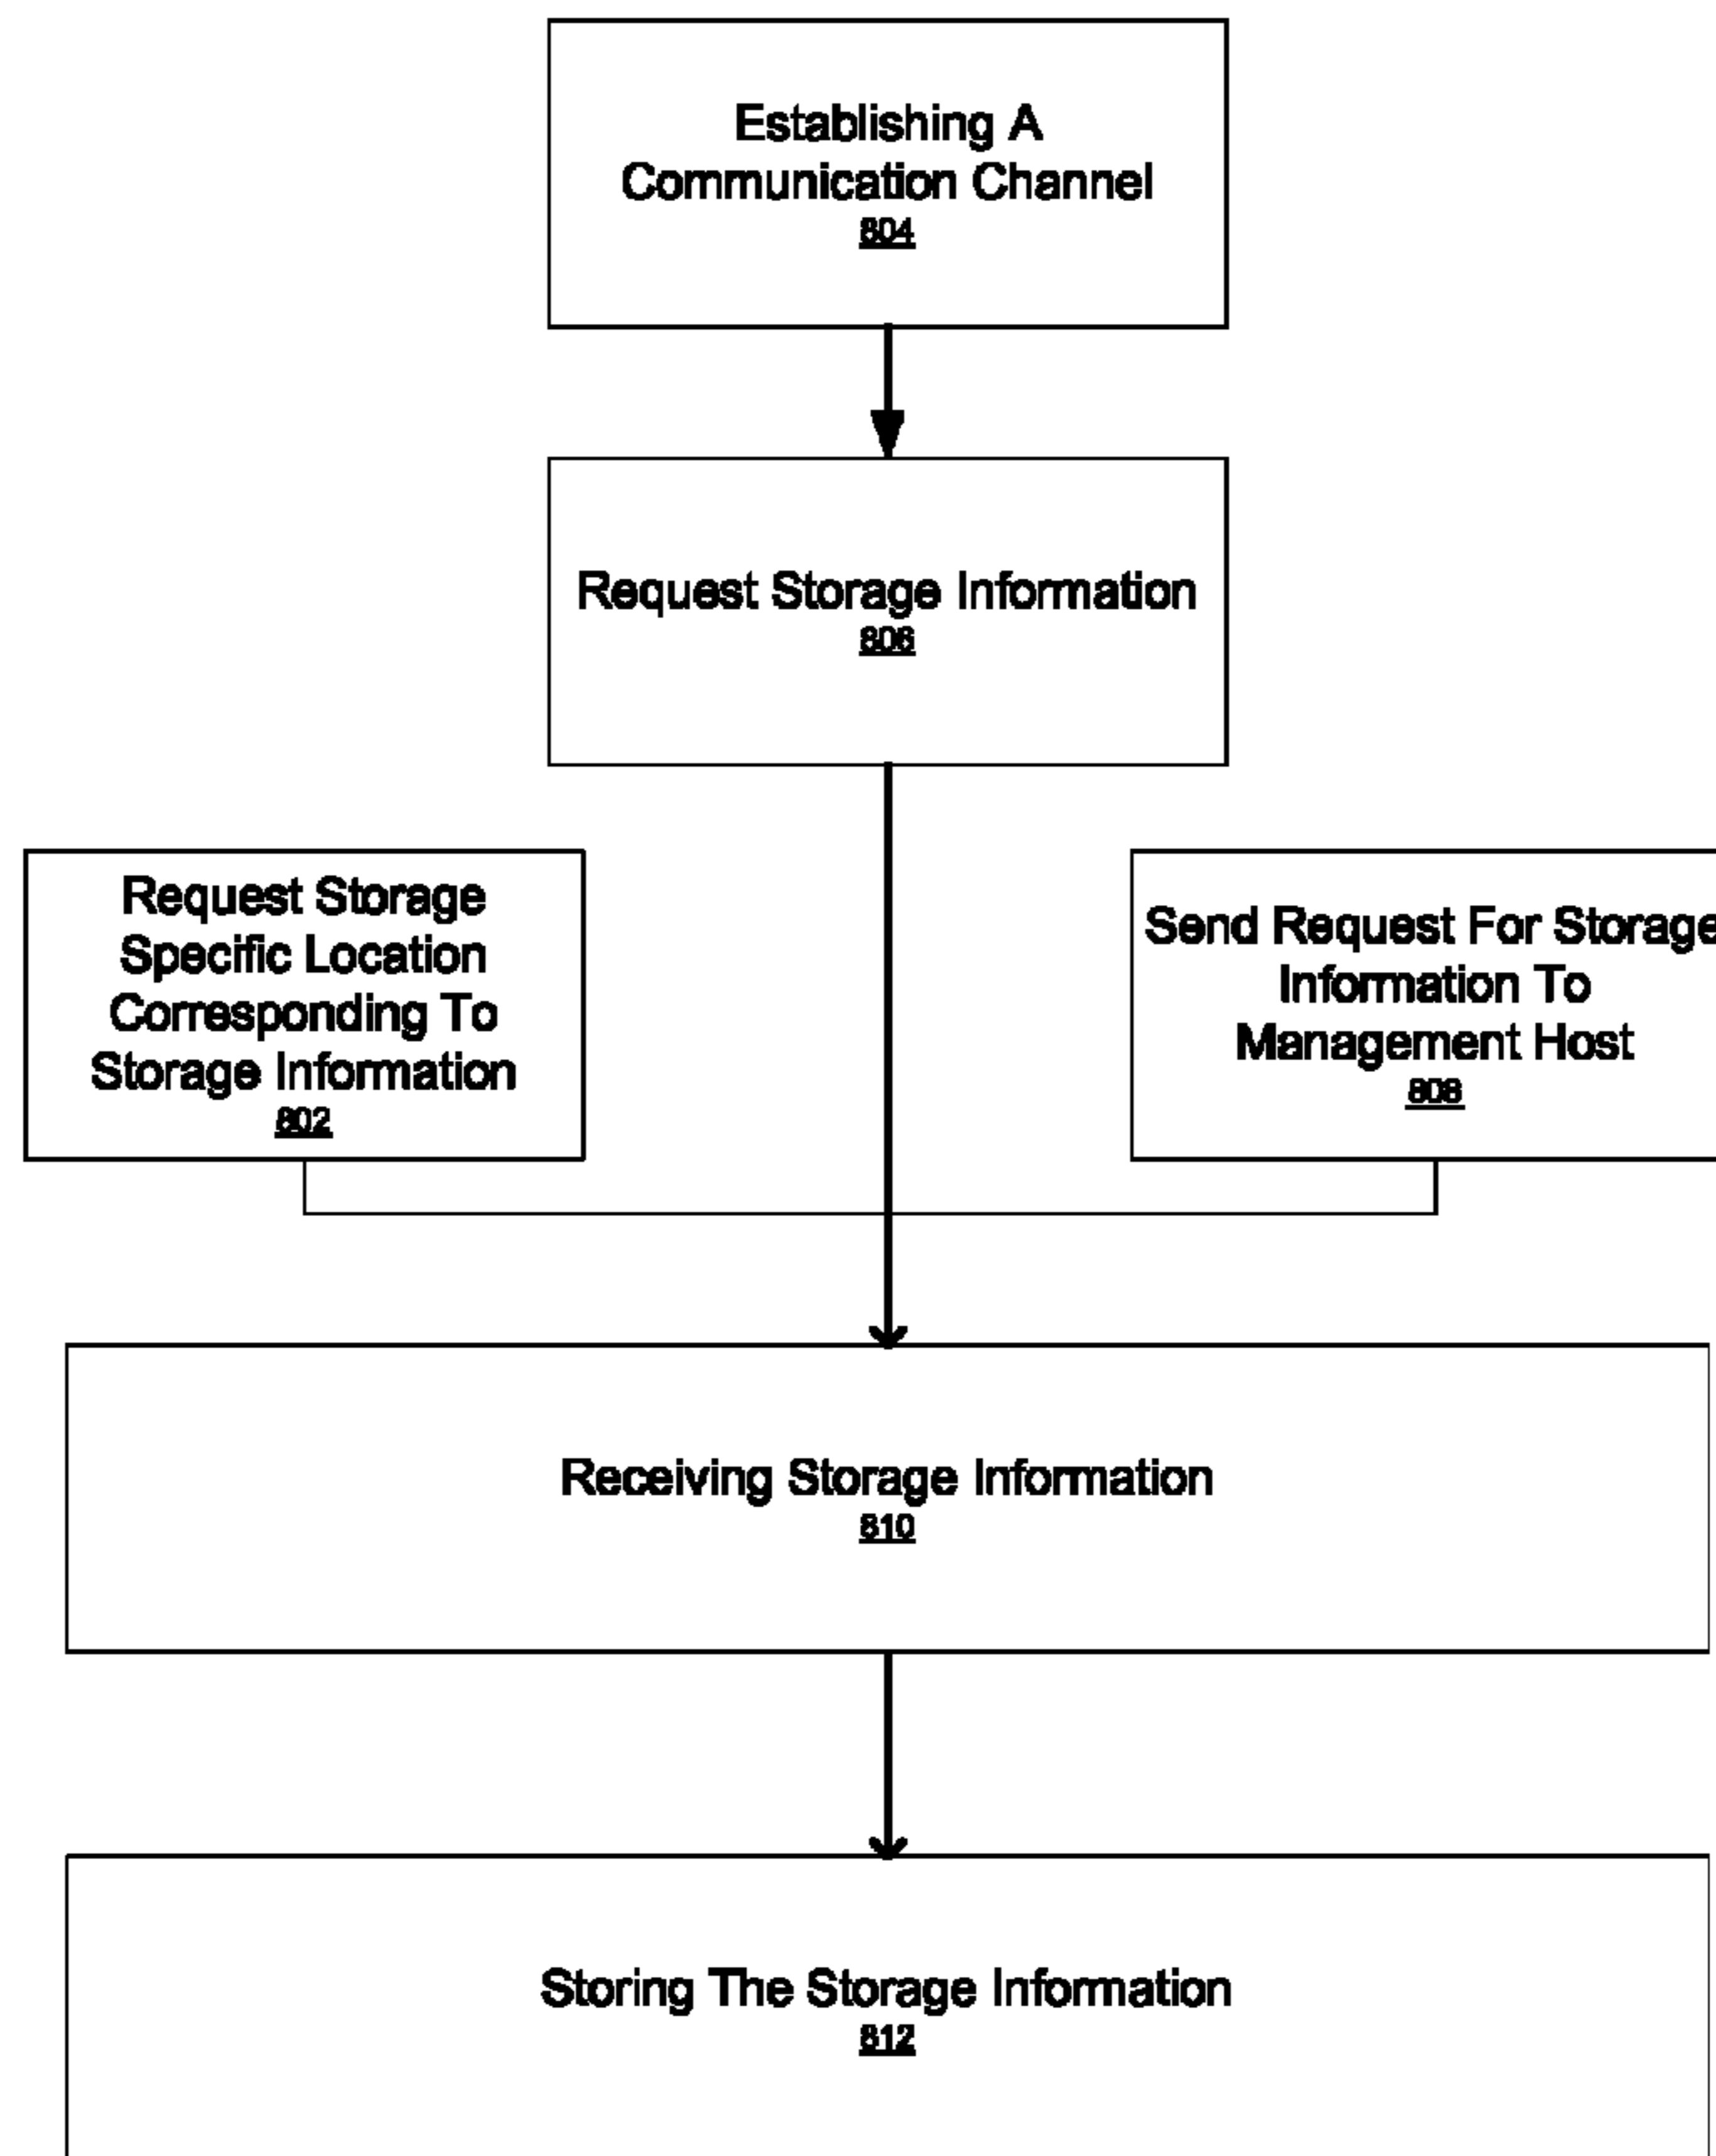 Establishing A
Communication Channel
804
Request Storage Information
806
Request Storage
Specific Location
Corresponding To
Storage Information
802
Send Request For Storage
Information To
Management Host
808
Receiving Storage Information
810
Storing The Storage Information
812